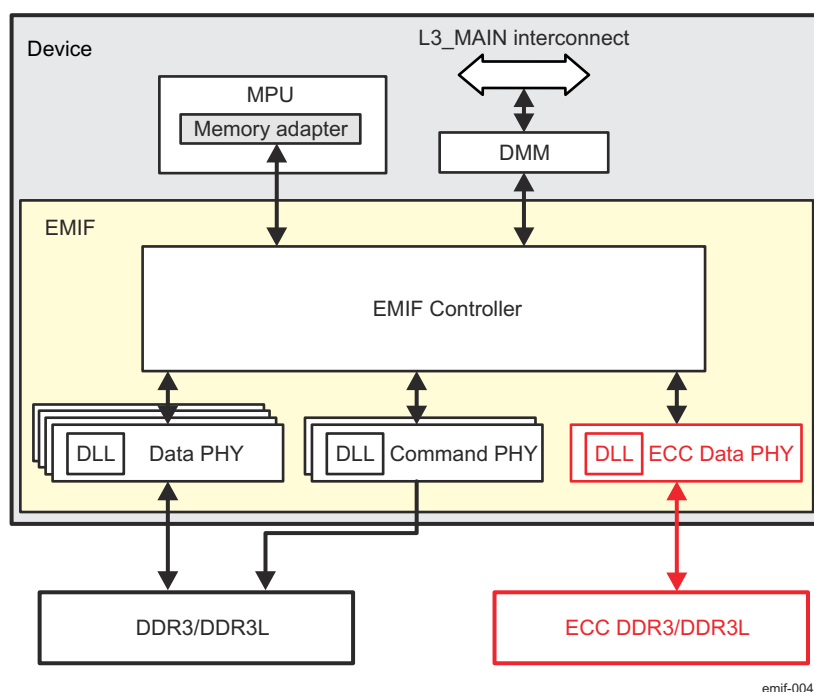 L3_MAIN interconnect
Device
MPU
Memory adapter
DMM
EMIF
EMIF Controller
DLL Data PHY
DLL Command PHY
DLL ECC Data PHY
DDR3/DDR3L
ECC DDR3/DDR3L
emif-004